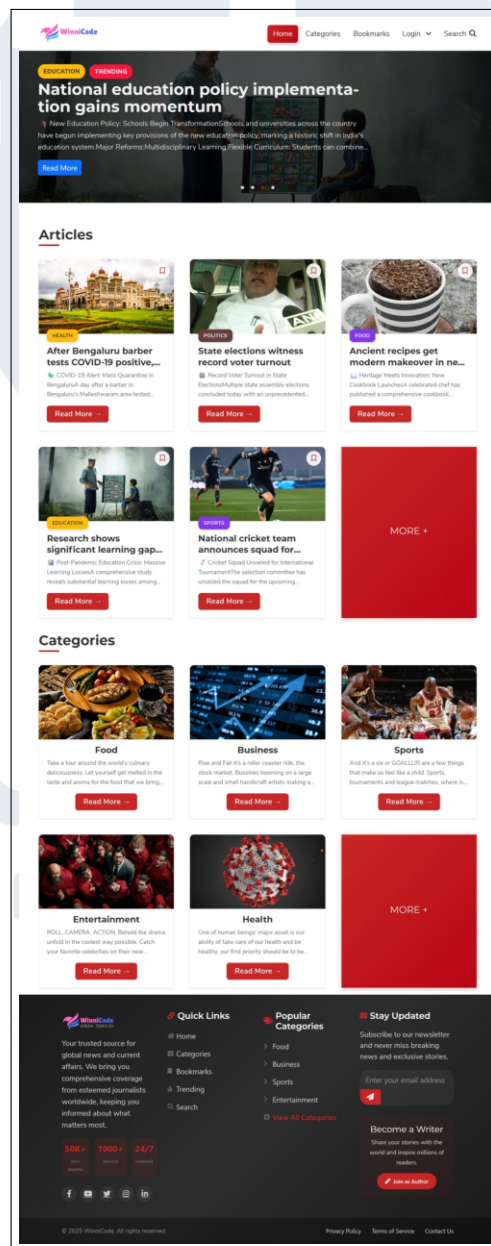 WinniCode
Home Categories Bookmarks Login Search
EDUCATION TRENDING
National education policy implementa-
tion gains momentum
New Education Policy: Schools Begin TransformationSchools and universities across the country
have begun implementing key provisions of the new education policy, marking a historic shift in India's
education system.Major Reforms:Multidisciplinary Learning:Flexible Curriculum: Students can combine...
Read More
Articles
HEALTH
After Bengaluru barber
tests COVID-19 positive,...
COVID-19 Alert: Mass Quarantine in
BengaluruA day after a barber in
Bengaluru's Malleshwaram area tested...
Read More →
POLITICS
State elections witness
record voter turnout
Record Voter Turnout in State
ElectionsMultiple state assembly elections
concluded today with an unprecedented...
Read More →
FOOD
Ancient recipes get
modern makeover in ne...
Heritage Meets Innovation: New
Cookbook LaunchesA celebrated chef has
published a comprehensive cookbook...
Read More →
EDUCATION
Research shows
significant learning gap...
Post-Pandemic Education Crisis: Massive
Learning LossesA comprehensive study
reveals substantial learning losses among...
Read More →
SPORTS
National cricket team
announces squad for...
Cricket Squad Unveiled for International
TournamentThe selection committee has
unveiled the squad for the upcoming...
Read More →
MORE +
Categories
Food
Take a tour around the world's culinary
deliciousness. Let yourself get melted in the
taste and aroma for the food that we bring...
Read More →
Business
Rise and Fall it's a roller coaster ride, the
stock market. Bussines booming on a large
scale and small handicraft artists making a...
Read More →
Sports
And it's a six or GOALLL!!! are a few things
that make us feel like a child. Sports,
tournaments and league matches, where is...
Read More →
Entertainment
ROLL. CAMERA. ACTION. Behold the drama
unfold in the coolest way possible. Catch
your favorite celebrities on their new...
Read More →
Health
One of human beings' major asset is our
ability of take care of our health and be
healthy. our first priority should be to be...
Read More →
MORE +
WinniCode
Your trusted source for
global news and current
affairs. We bring you
comprehensive coverage
from esteemed journalists
worldwide, keeping you
informed about what
matters most.
50K+ 1000+ 24/7
Quick Links
Home
Categories
Bookmarks
Trending
Search
Popular
Categories
Food
Business
Sports
Entertainment
View All Categories
Stay Updated
Subscribe to our newsletter
and never miss breaking
news and exclusive stories.
Enter your email address
Become a Writer
Share your stories with the
world and inspire millions of
readers.
Join as Author
© 2025 WinniCode. All rights reserved.
Privacy Policy Terms of Service Contact Us